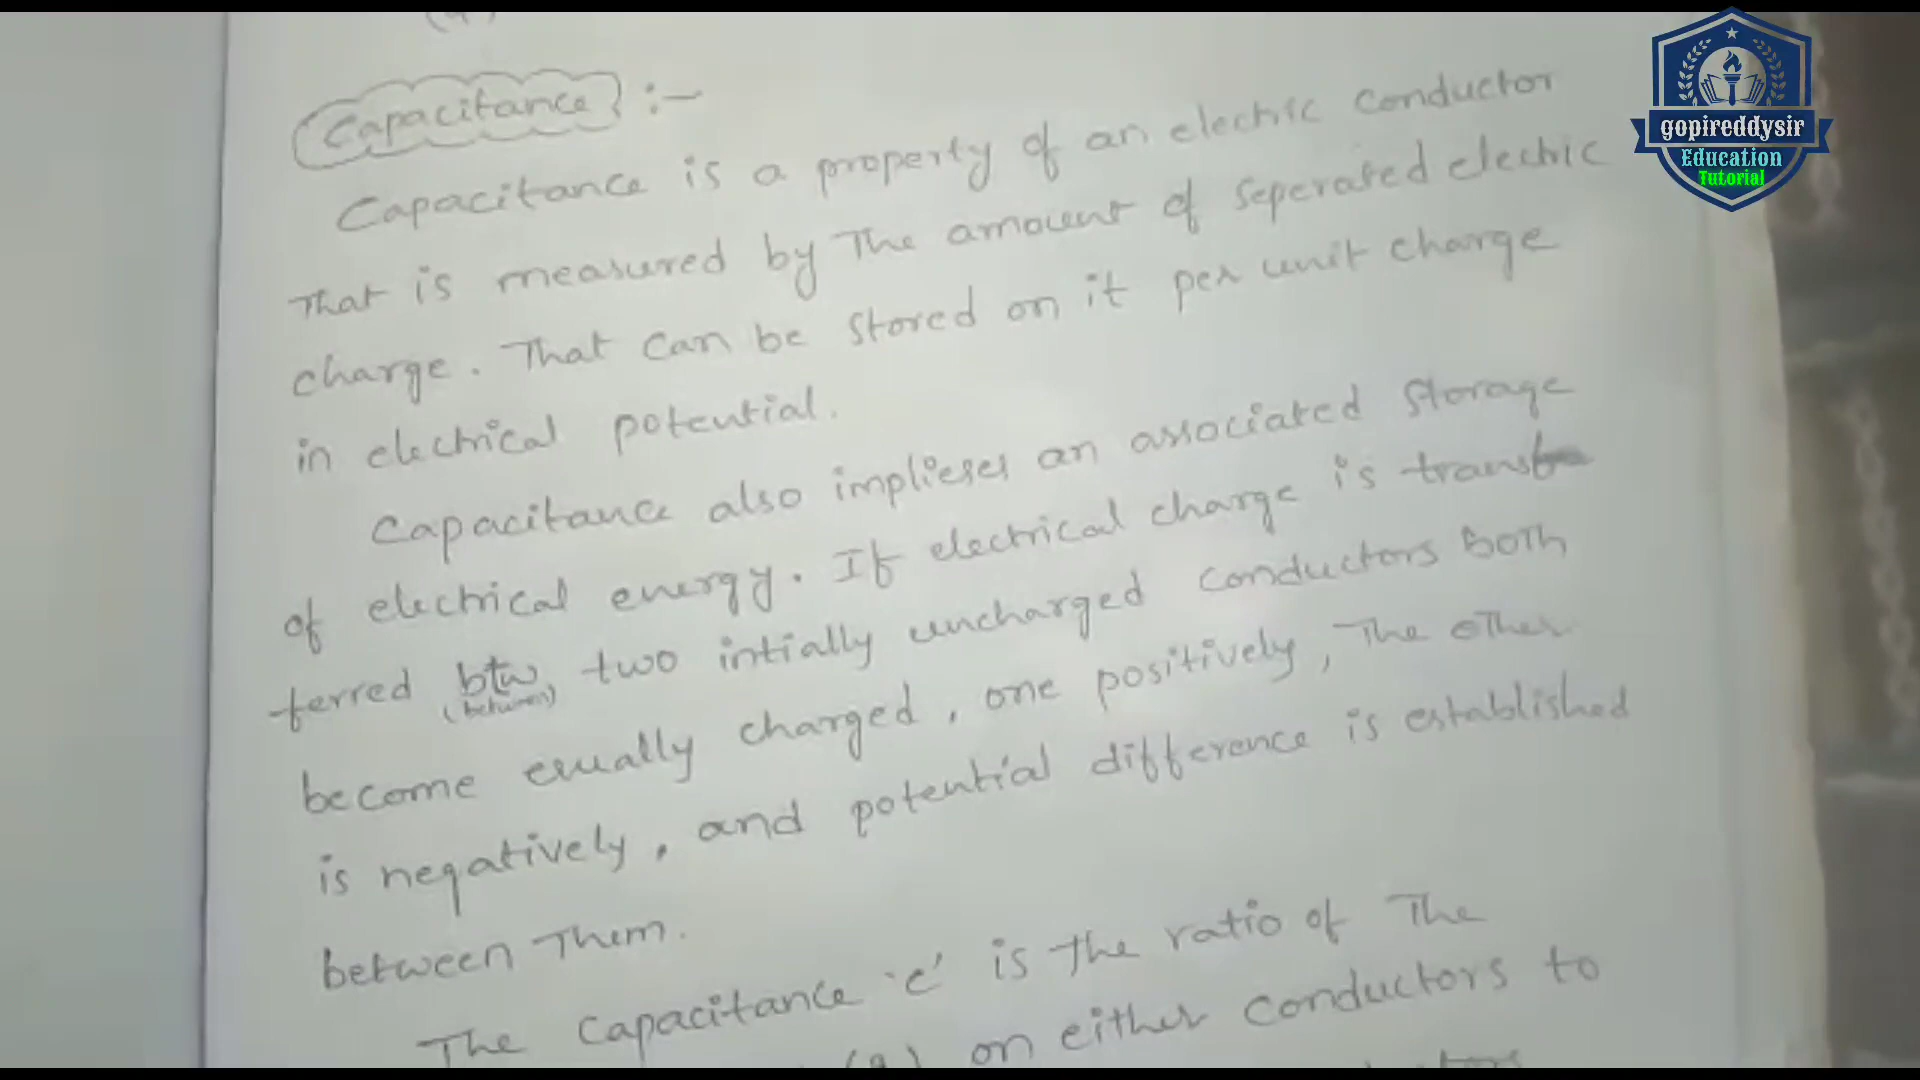 Capacitance :-
Capacitance is a property of an electric conductor
That is measured by The amount of seperated electric
charge. That can be stored on it per unit charge
in electrical potential.
Capacitance also implieses an associated storage
of electrical energy. If electrical charge is trans
ferred btw two intially uncharged conductors both
(between)
become equally charged, one positively, The other
is negatively, and potential difference is established
between Them.
The Capacitance 'c' is the ratio of The
(q) on either conductors to
gopireddysir
Education
Tutorial